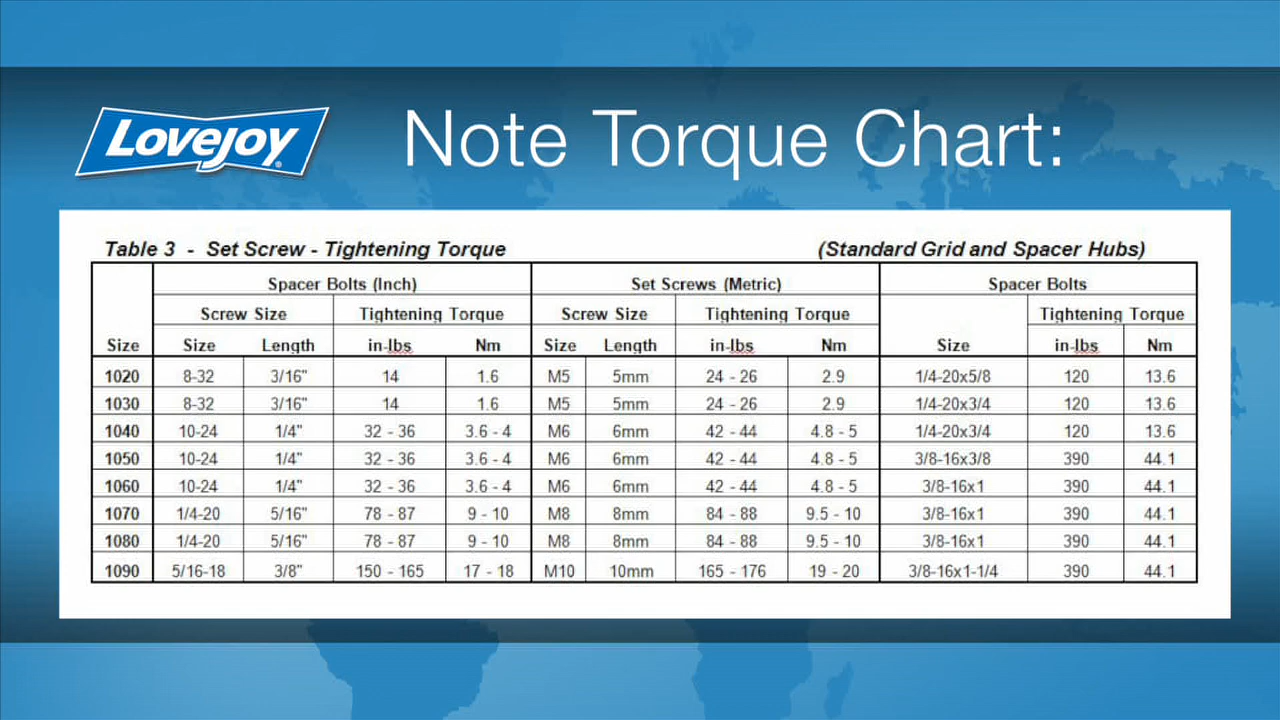 Lovejoy®
Note Torque Chart:
Table 3 - Set Screw - Tightening Torque (Standard Grid and Spacer Hubs)
Spacer Bolts (Inch) Set Screws (Metric) Spacer Bolts
Screw Size Tightening Torque Screw Size Tightening Torque Tightening Torque
Size Size Length in-lbs Nm Size Length in-lbs Nm Size in-lbs Nm
1020 8-32 3/16" 14 1.6 M5 5mm 24 - 26 2.9 1/4-20x5/8 120 13.6
1030 8-32 3/16" 14 1.6 M5 5mm 24 - 26 2.9 1/4-20x3/4 120 13.6
1040 10-24 1/4" 32 - 36 3.6 - 4 M6 6mm 42 - 44 4.8 - 5 1/4-20x3/4 120 13.6
1050 10-24 1/4" 32 - 36 3.6 - 4 M6 6mm 42 - 44 4.8 - 5 3/8-16x3/8 390 44.1
1060 10-24 1/4" 32 - 36 3.6 - 4 M6 6mm 42 - 44 4.8 - 5 3/8-16x1 390 44.1
1070 1/4-20 5/16" 78 - 87 9 - 10 M8 8mm 84 - 88 9.5 - 10 3/8-16x1 390 44.1
1080 1/4-20 5/16" 78 - 87 9 - 10 M8 8mm 84 - 88 9.5 - 10 3/8-16x1 390 44.1
1090 5/16-18 3/8" 150 - 165 17 - 18 M10 10mm 165 - 176 19 - 20 3/8-16x1-1/4 390 44.1